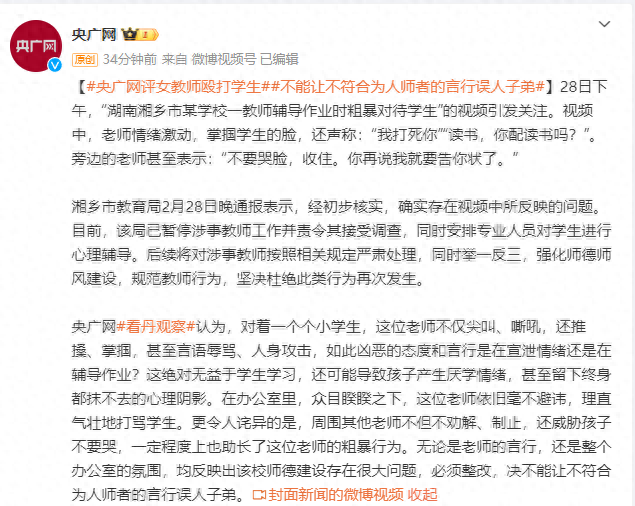 央广网
央广网 1
原创 34分钟前 来自 微博视频号 已编辑
【#央广网评女教师殴打学生##不能让不符合为人师者的言行误人子弟#】28日下
午，“湖南湘乡市某学校一教师辅导作业时粗暴对待学生”的视频引发关注。视频
中，老师情绪激动，掌掴学生的脸，还声称：“我打死你”“读书，你配读书吗？”。
旁边的老师甚至表示：“不要哭脸，收住。你再说我就要告你状了。”
湘乡市教育局2月28日晚通报表示，经初步核实，确实存在视频中所反映的问题。
目前，该局已暂停涉事教师工作并责令其接受调查，同时安排专业人员对学生进行
心理辅导。后续将对涉事教师按照相关规定严肃处理，同时举一反三，强化师德师
风建设，规范教师行为，坚决杜绝此类行为再次发生。
央广网#看丹观察#认为，对着一个个小学生，这位老师不仅尖叫、嘶吼，还推
搡、掌掴，甚至言语辱骂、人身攻击，如此凶恶的态度和言行是在宣泄情绪还是在
辅导作业？这绝对无益于学生学习，还可能导致孩子产生厌学情绪，甚至留下终身
都抹不去的心理阴影。在办公室里，众目睽睽之下，这位老师依旧毫不避讳，理直
气壮地打骂学生。更令人诧异的是，周围其他老师不但不劝解、制止，还威胁孩子
不要哭，一定程度上也助长了这位老师的粗暴行为。无论是老师的言行，还是整个
办公室的氛围，均反映出该校师德建设存在很大问题，必须整改，决不能让不符合
为人师者的言行误人子弟。封面新闻的微博视频 收起